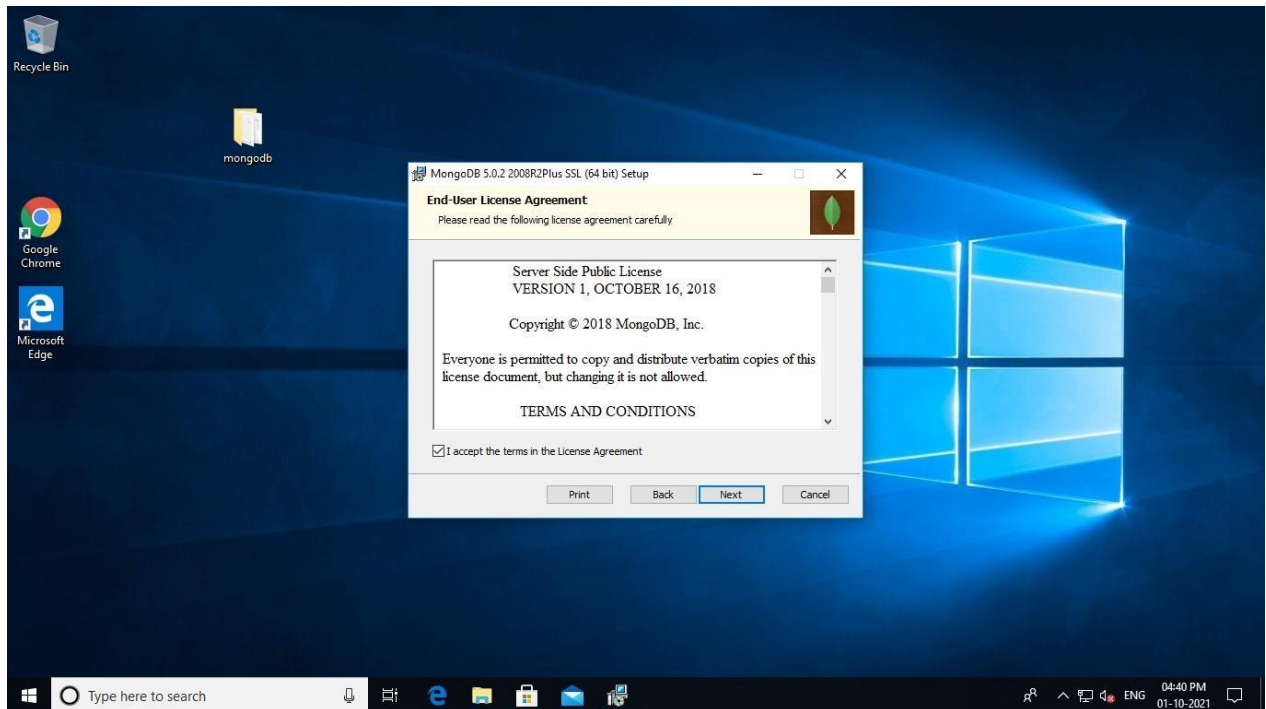 Recycle Bin
mongodb
Google
Chrome
Microsoft
Edge
MongoDB 5.0.2 2008R2Plus SSL (64 bit) Setup
End-User License Agreement
Please read the following license agreement carefully
Server Side Public License
VERSION 1, OCTOBER 16, 2018
Copyright © 2018 MongoDB, Inc.
Everyone is permitted to copy and distribute verbatim copies of this
license document, but changing it is not allowed.
TERMS AND CONDITIONS
I accept the terms in the License Agreement
Print Back Next Cancel
Type here to search
ENG
04:40 PM
01-10-2021